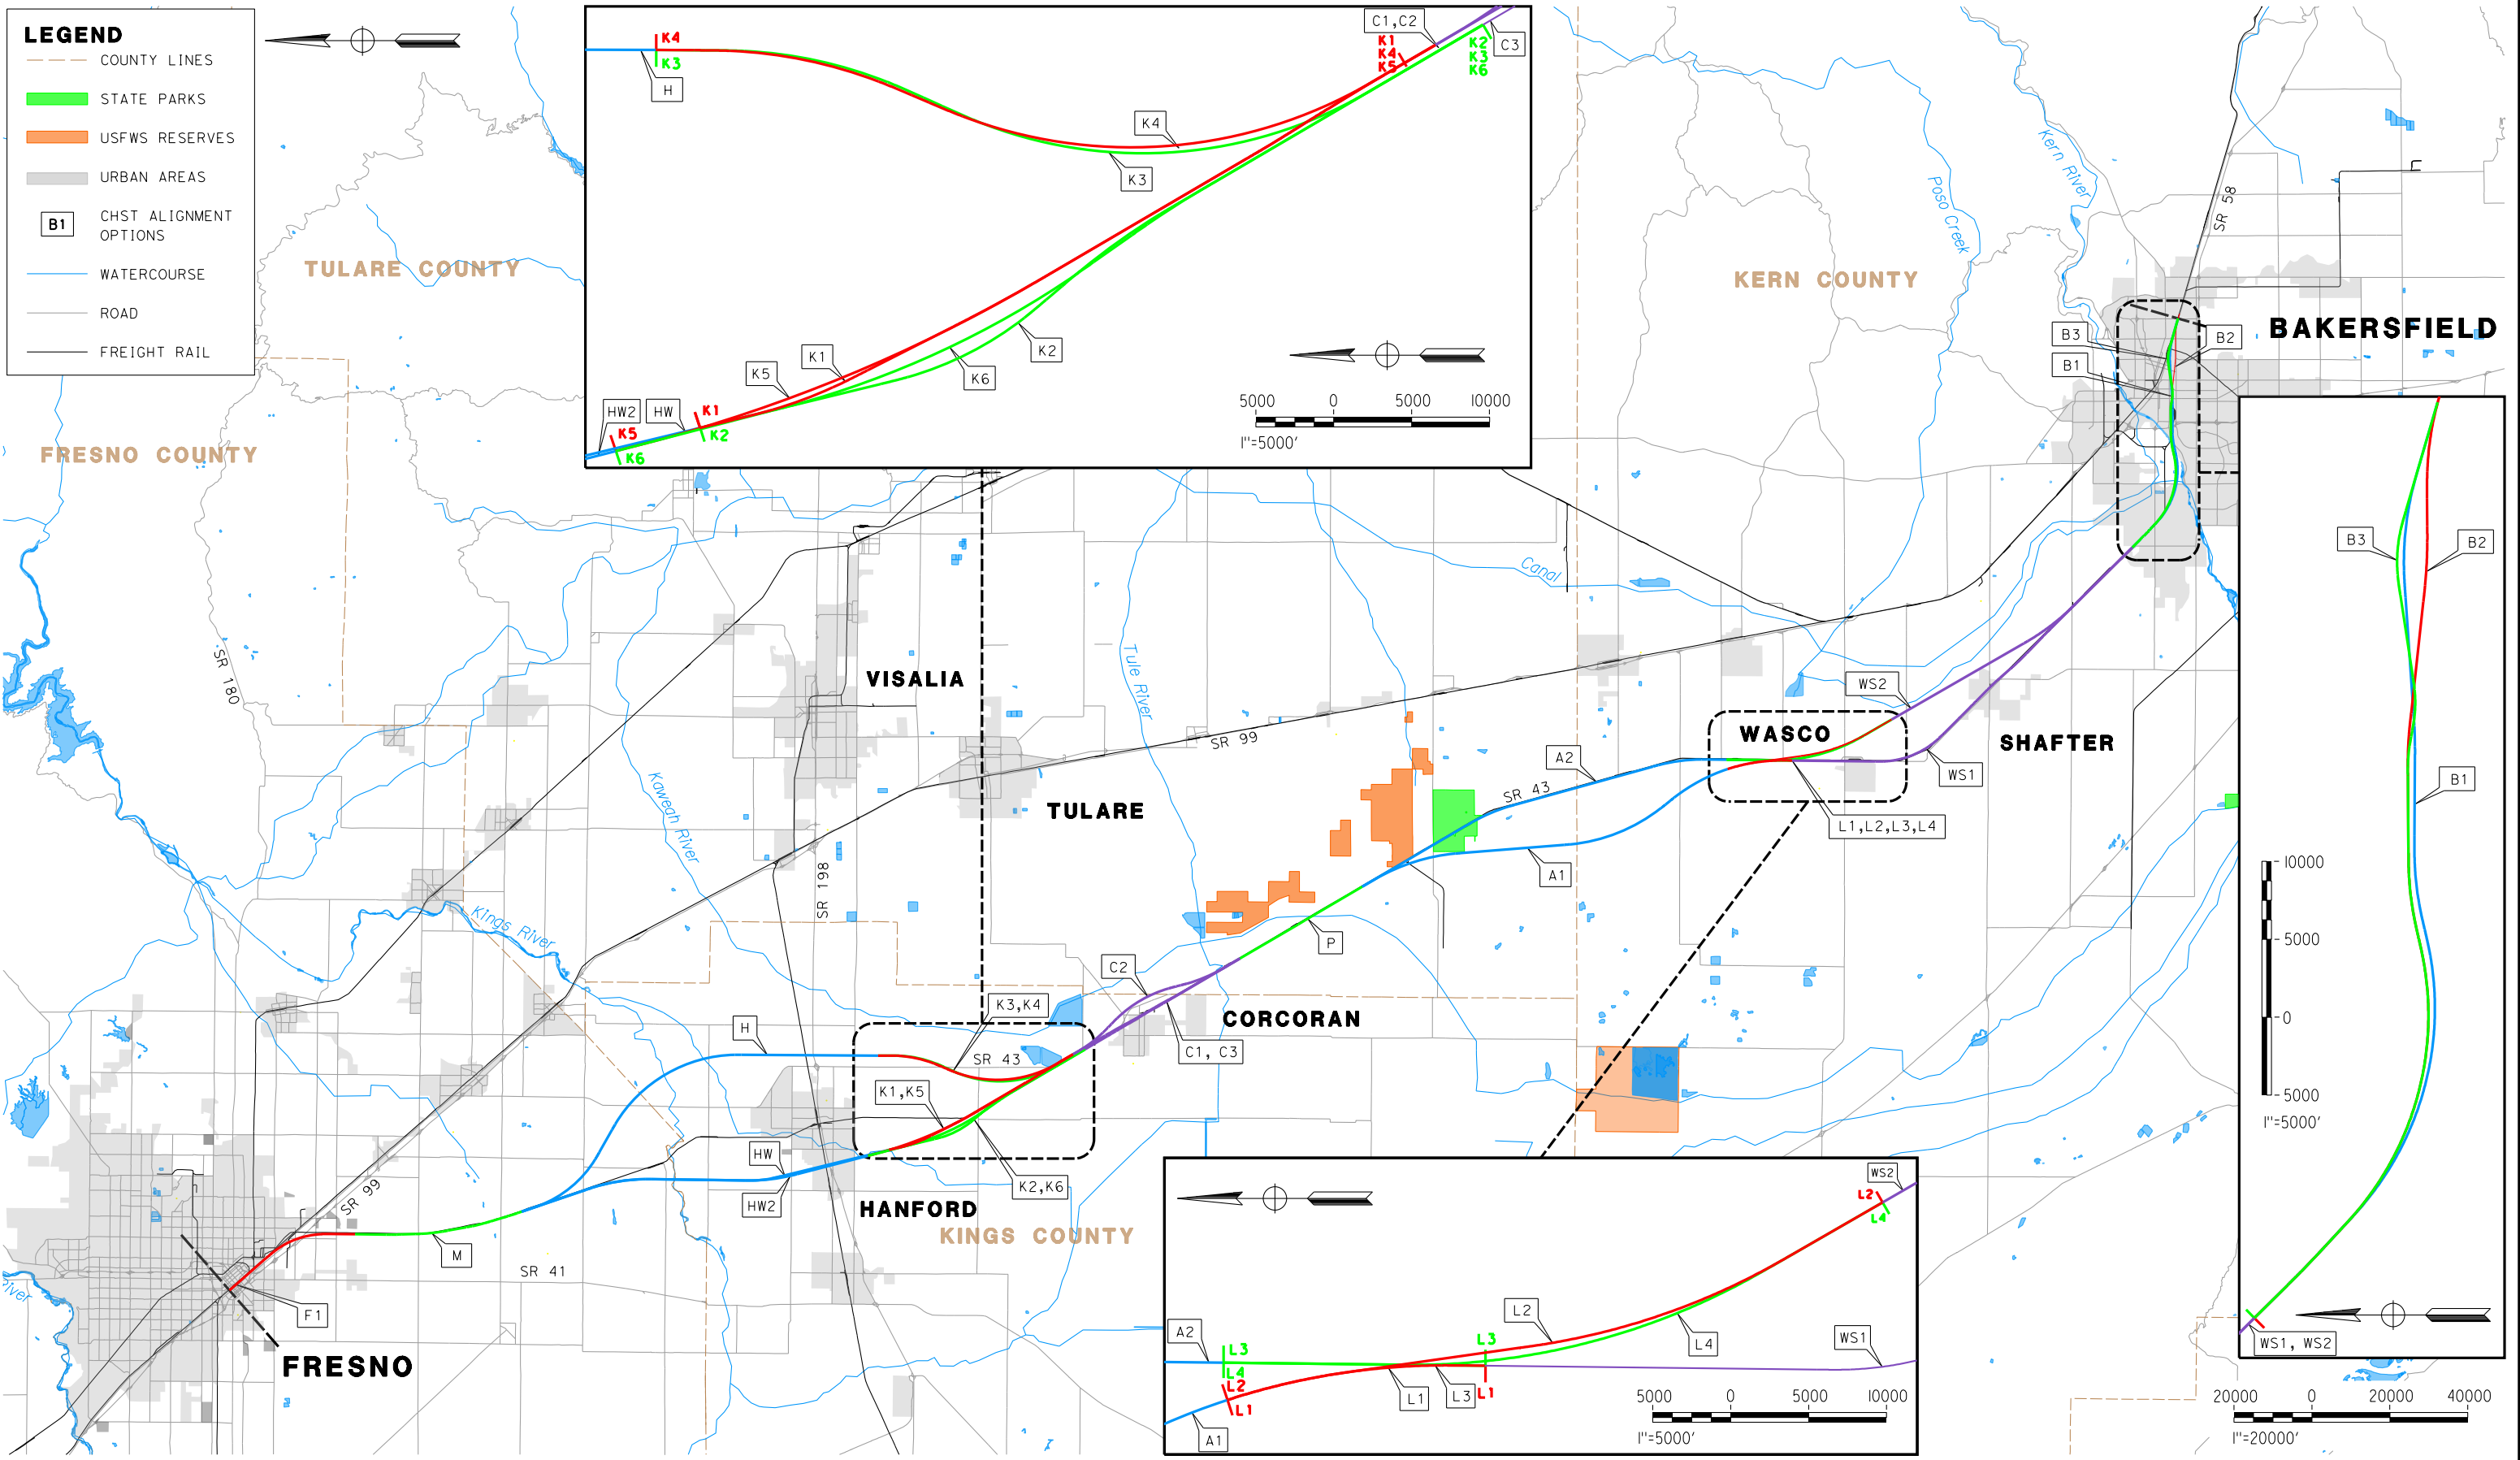 LEGEND
COUNTY LINES
STATE PARKS
USFWS RESERVES
URBAN AREAS
B1
CHST ALIGNMENT
OPTIONS
WATERCOURSE
ROAD
FREIGHT RAIL
K4
K3
H
K4
K3
C1,C2
K1
K4
K5
K2
K3
K6
C3
K5
K1
K2
K6
HW2
HW
K1
K2
K5
K6
5000
0
5000
10000
1"=5000'
TULARE COUNTY
FRESNO COUNTY
KERN COUNTY
Kern River
Poso Creek
SR 58
BAKERSFIELD
B3
B2
B1
SR 180
VISALIA
Tule River
Canal
WS2
WASCO
SHAFTER
SR 99
A2
SR 43
WS1
TULARE
L1,L2,L3,L4
A1
Kaweah River
SR 198
Kings River
P
C2
K3,K4
CORCORAN
H
SR 43
C1, C3
K1,K5
HW
HW2
K2,K6
HANFORD
KINGS COUNTY
SR 99
M
SR 41
F1
River
FRESNO
B3
B2
B1
10000
5000
0
5000
1"=5000'
WS1, WS2
WS2
L2
L4
L2
L4
WS1
A2
L3
L4
L2
L1
L3
L1
L1
L3
A1
5000
0
5000
10000
1"=5000'
20000
0
20000
40000
1"=20000'